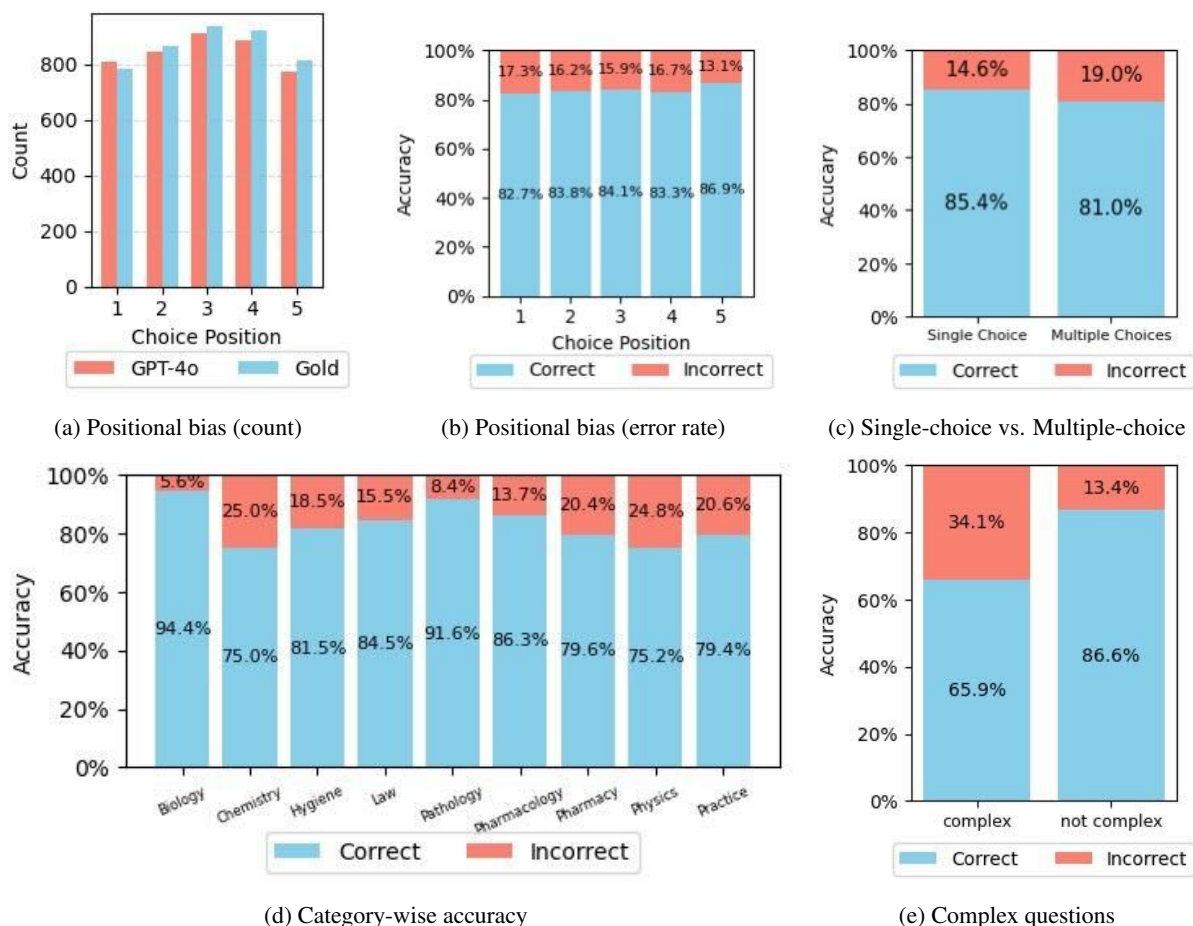 800
600
400
200
0
Count
1 2 3 4 5
Choice Position
GPT-4o Gold
(a) Positional bias (count)
100%
80%
60%
40%
20%
0%
Accuracy
17.3% 16.2% 15.9% 16.7% 13.1%
82.7% 83.8% 84.1% 83.3% 86.9%
1 2 3 4 5
Choice Position
Correct Incorrect
(b) Positional bias (error rate)
100%
80%
60%
40%
20%
0%
Accucary
14.6% 19.0%
85.4% 81.0%
Single Choice Multiple Choices
Correct Incorrect
(c) Single-choice vs. Multiple-choice
100%
80%
60%
40%
20%
0%
Accuracy
5.6% 25.0% 18.5% 15.5% 8.4% 13.7% 20.4% 24.8% 20.6%
94.4% 75.0% 81.5% 84.5% 91.6% 86.3% 79.6% 75.2% 79.4%
Biology Chemistry Hygiene Law Pathology Pharmacology Pharmacy Physics Practice
Correct Incorrect
(d) Category-wise accuracy
100%
80%
60%
40%
20%
0%
Accuracy
34.1% 13.4%
65.9% 86.6%
complex not complex
Correct Incorrect
(e) Complex questions